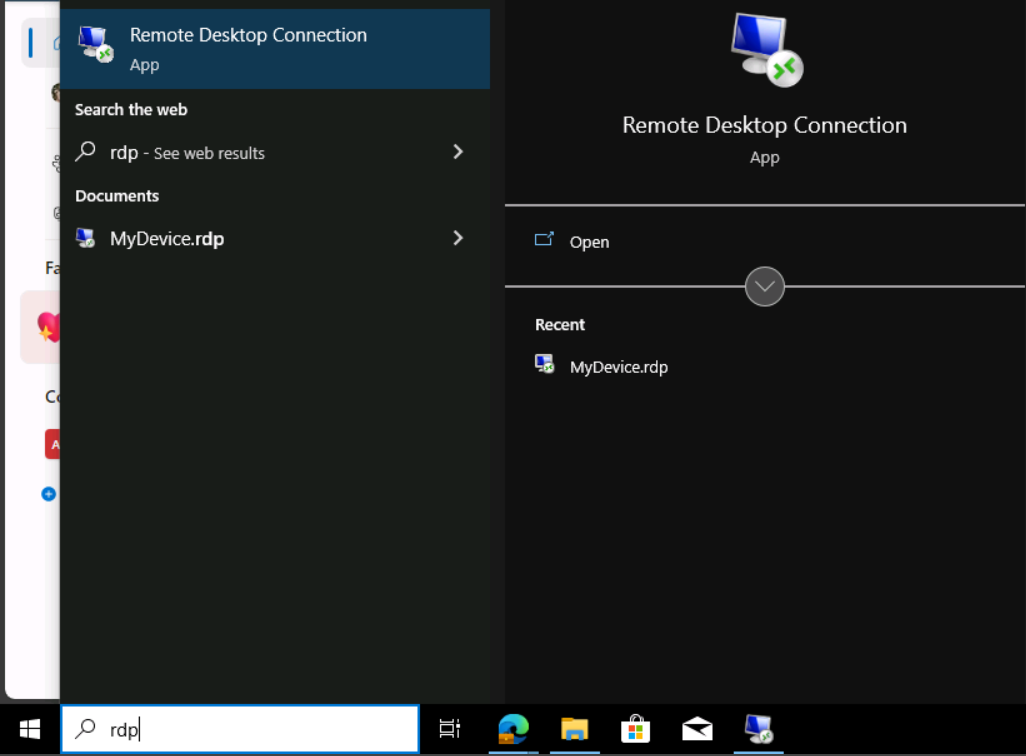 Remote Desktop Connection
App
Search the web
rdp - See web results
Documents
MyDevice.rdp
Fa
A
rdp
Remote Desktop Connection
App
Open
Recent
MyDevice.rdp